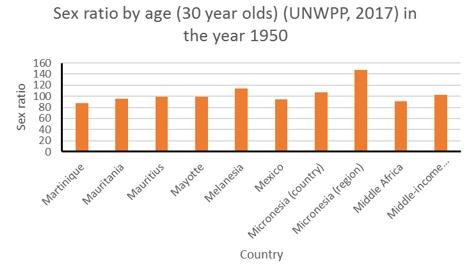 Sex ratio by age (30 year olds) (UNWPP, 2017) in
the year 1950
160
140
120
100
80
60
40
20
0
Sex ratio
Martinique
Mauritania
Mauritius
Mayotte
Melanesia
Mexico
Micronesia (country)
Micronesia (region)
Middle Africa
Middle-income...
Country